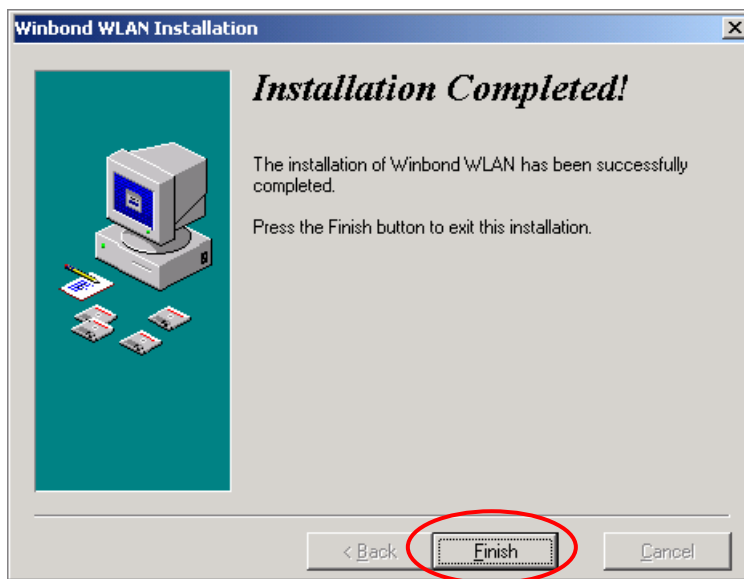 Winbond WLAN Installation
Installation Completed!
The installation of Winbond WLAN has been successfully
completed.
Press the Finish button to exit this installation.
< Back
Finish
Cancel